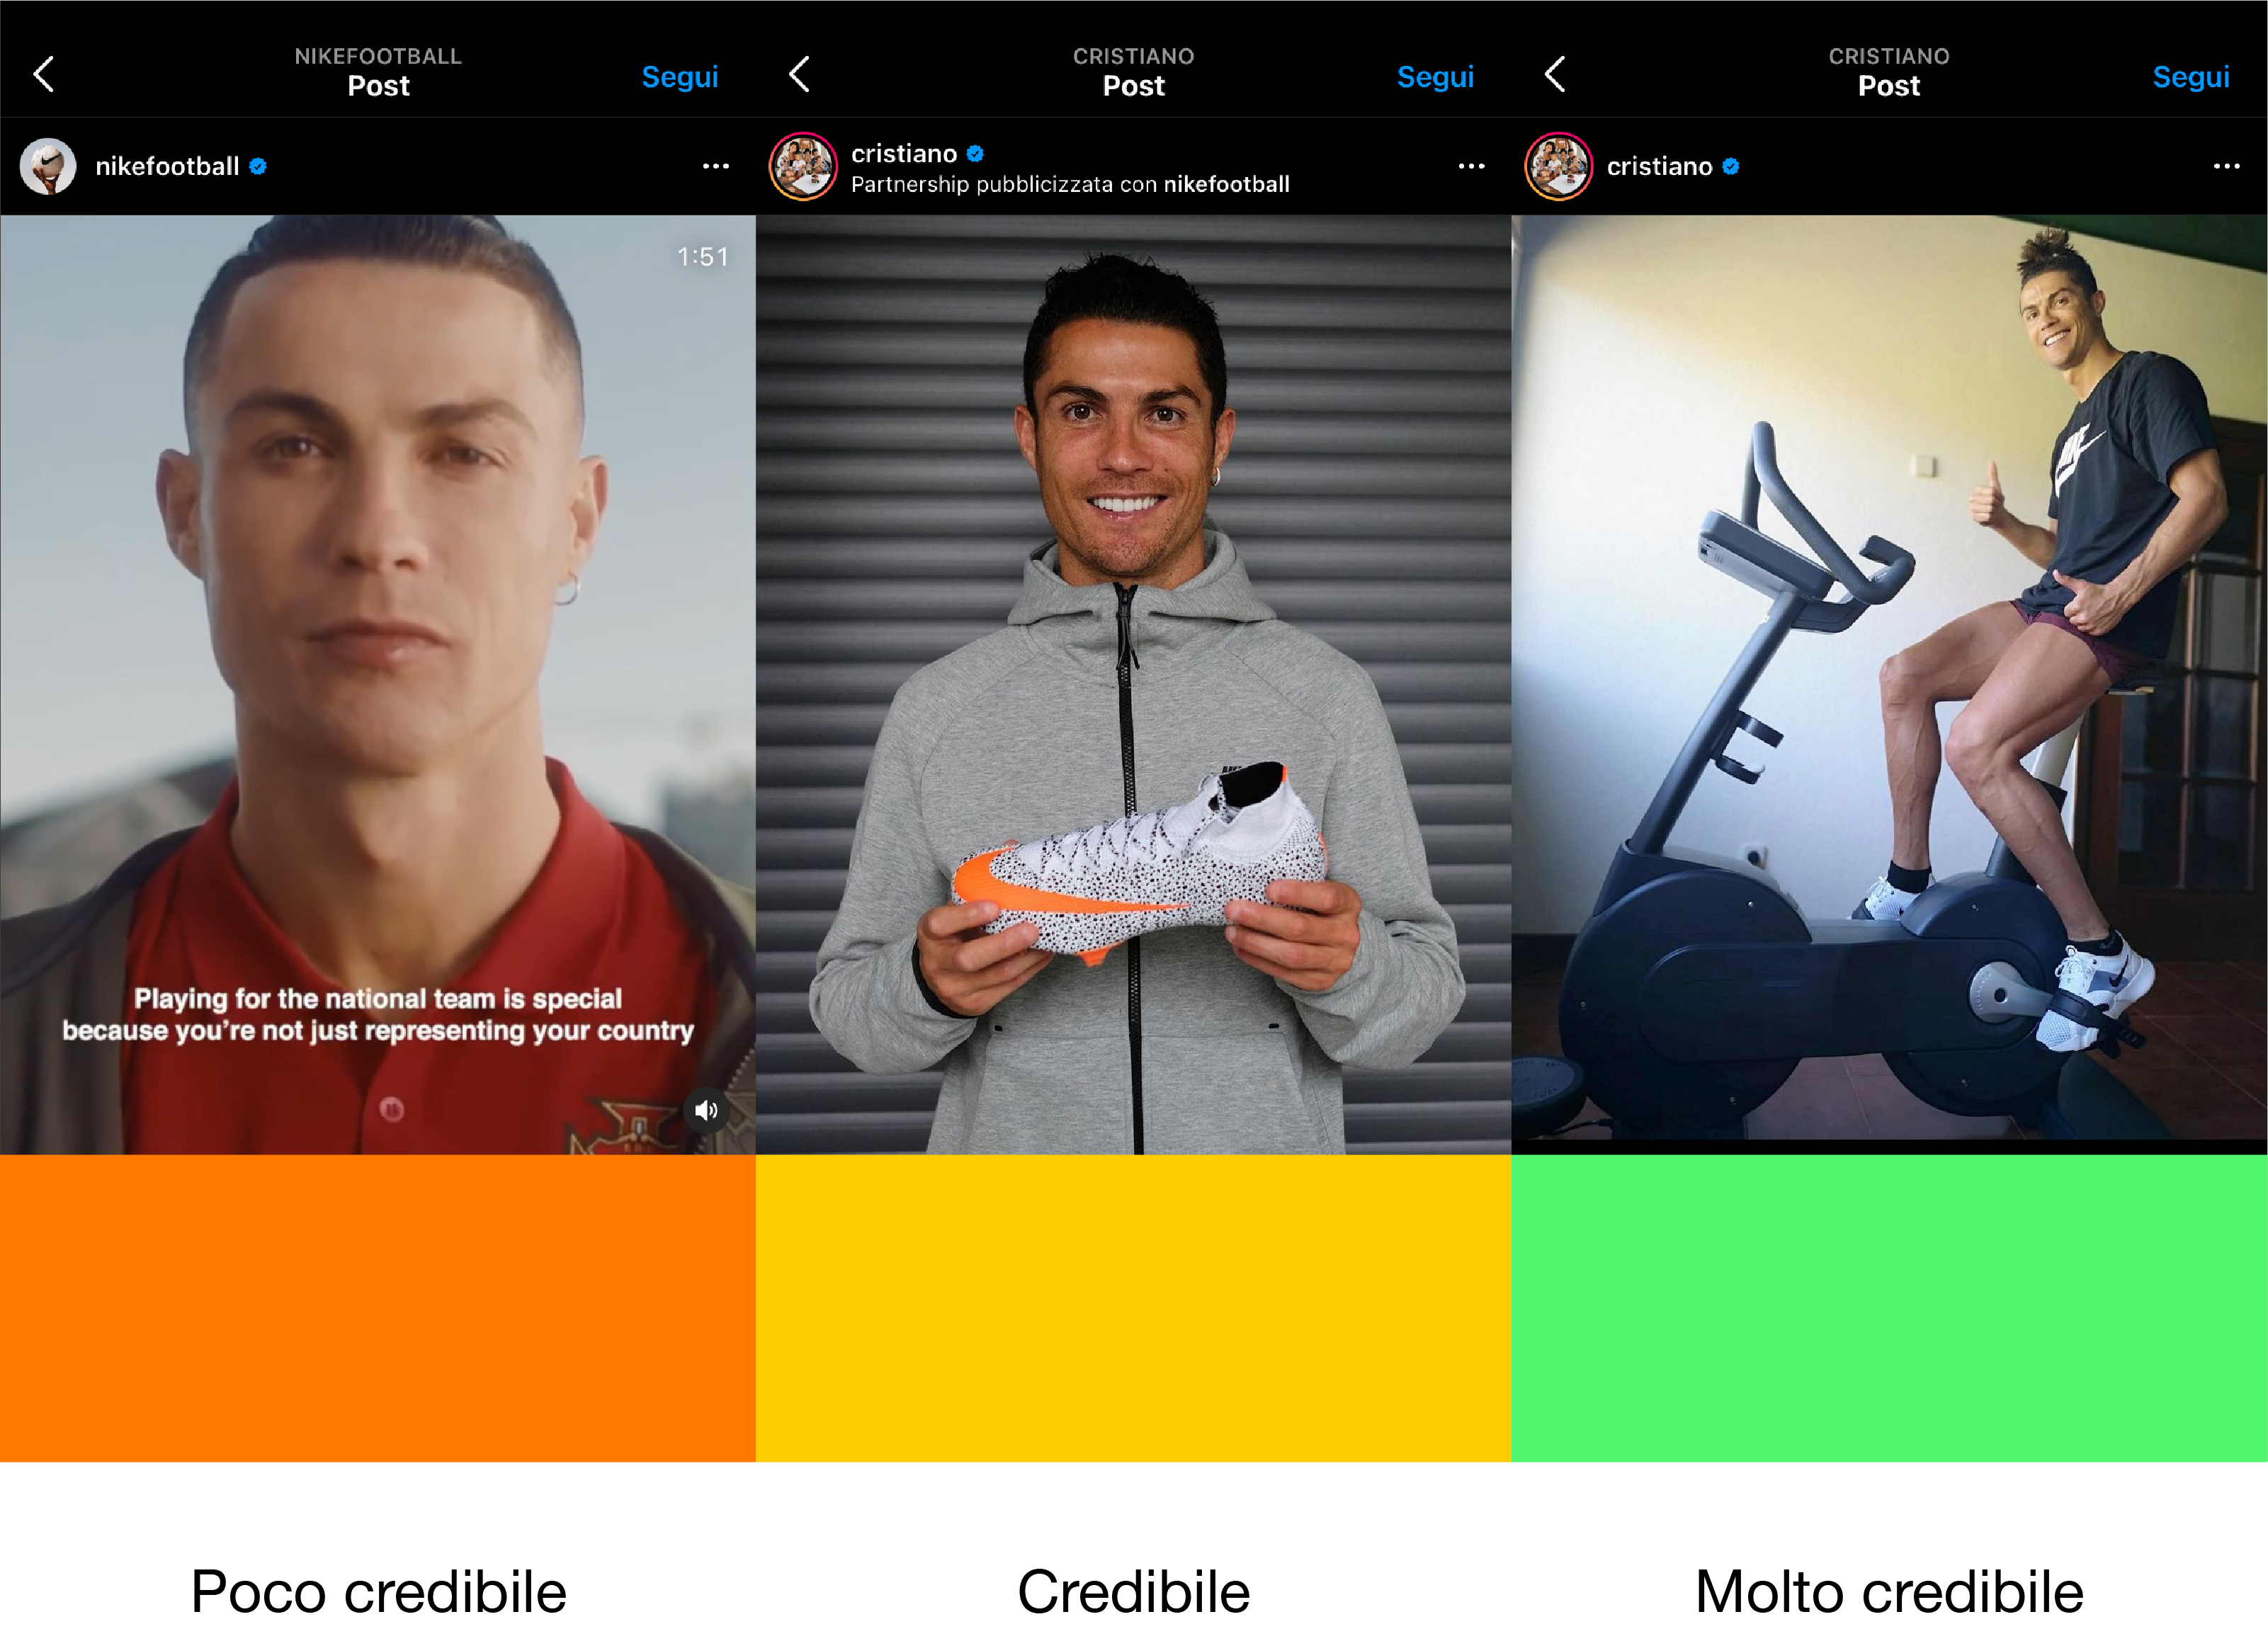 NIKEFOOTBALL
Post
Segui
nikefootball
1:51
Playing for the national team is special
because you're not just representing your country
CRISTIANO
Post
Segui
cristiano
Partnership pubblicizzata con nikefootball
CRISTIANO
Post
Segui
cristiano
NIKE
Poco credibile
Credibile
Molto credibile